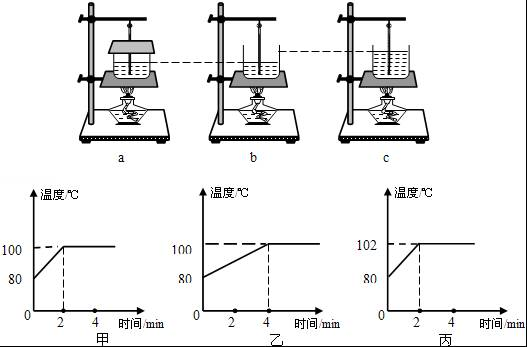 a b c
温度/℃ 温度/℃ 温度/℃
100 100 102
80 80 80
0 2 4 时间/min 0 2 4 时间/min 0 2 4 时间/min
甲 乙 丙